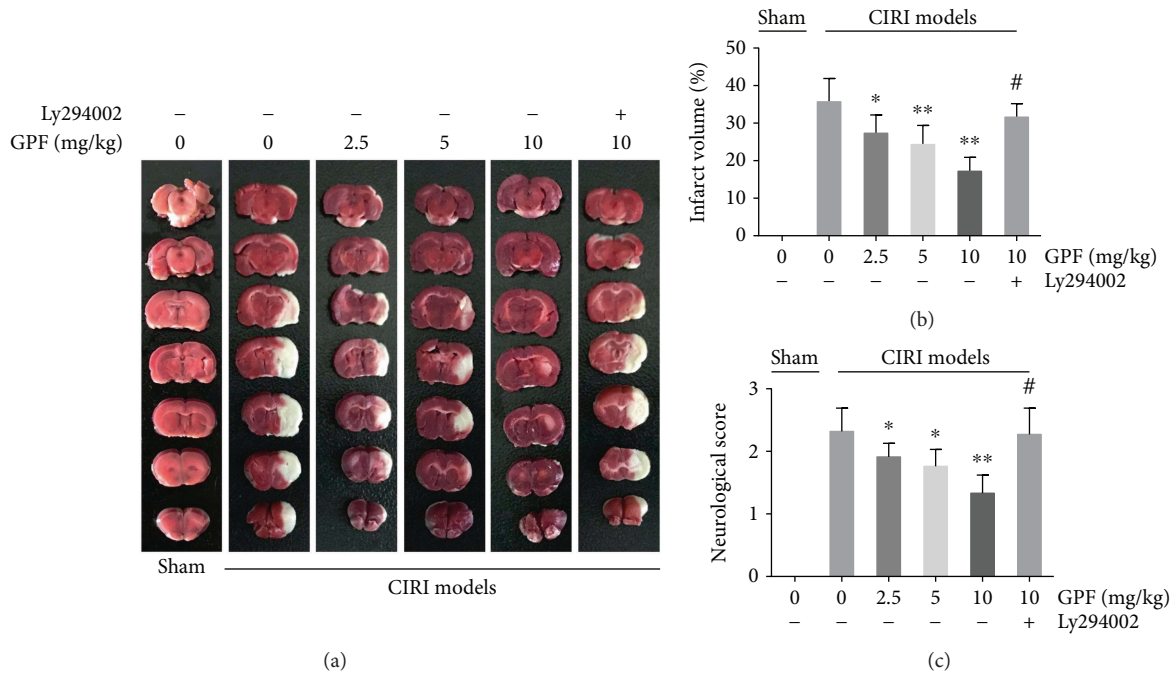 Ly294002 − − − − − +
GPF (mg/kg) 0 0 2.5 5 10 10
Sham
CIRI models
(a)
Sham CIRI models
Infarct volume (%)
50
40
30
20
10
0
* ** ** #
0 0 2.5 5 10 10 GPF (mg/kg)
− − − − − + Ly294002
(b)
Sham CIRI models
Neurological score
3
2
1
0
* * ** #
0 0 2.5 5 10 10 GPF (mg/kg)
− − − − − + Ly294002
(c)